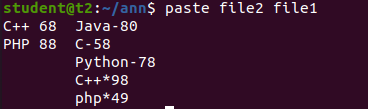 student@t2:~/ann$ paste file2 file1
C++ 68  Java-80
PHP 88  C-58
        Python-78
        C++*98
        php*49